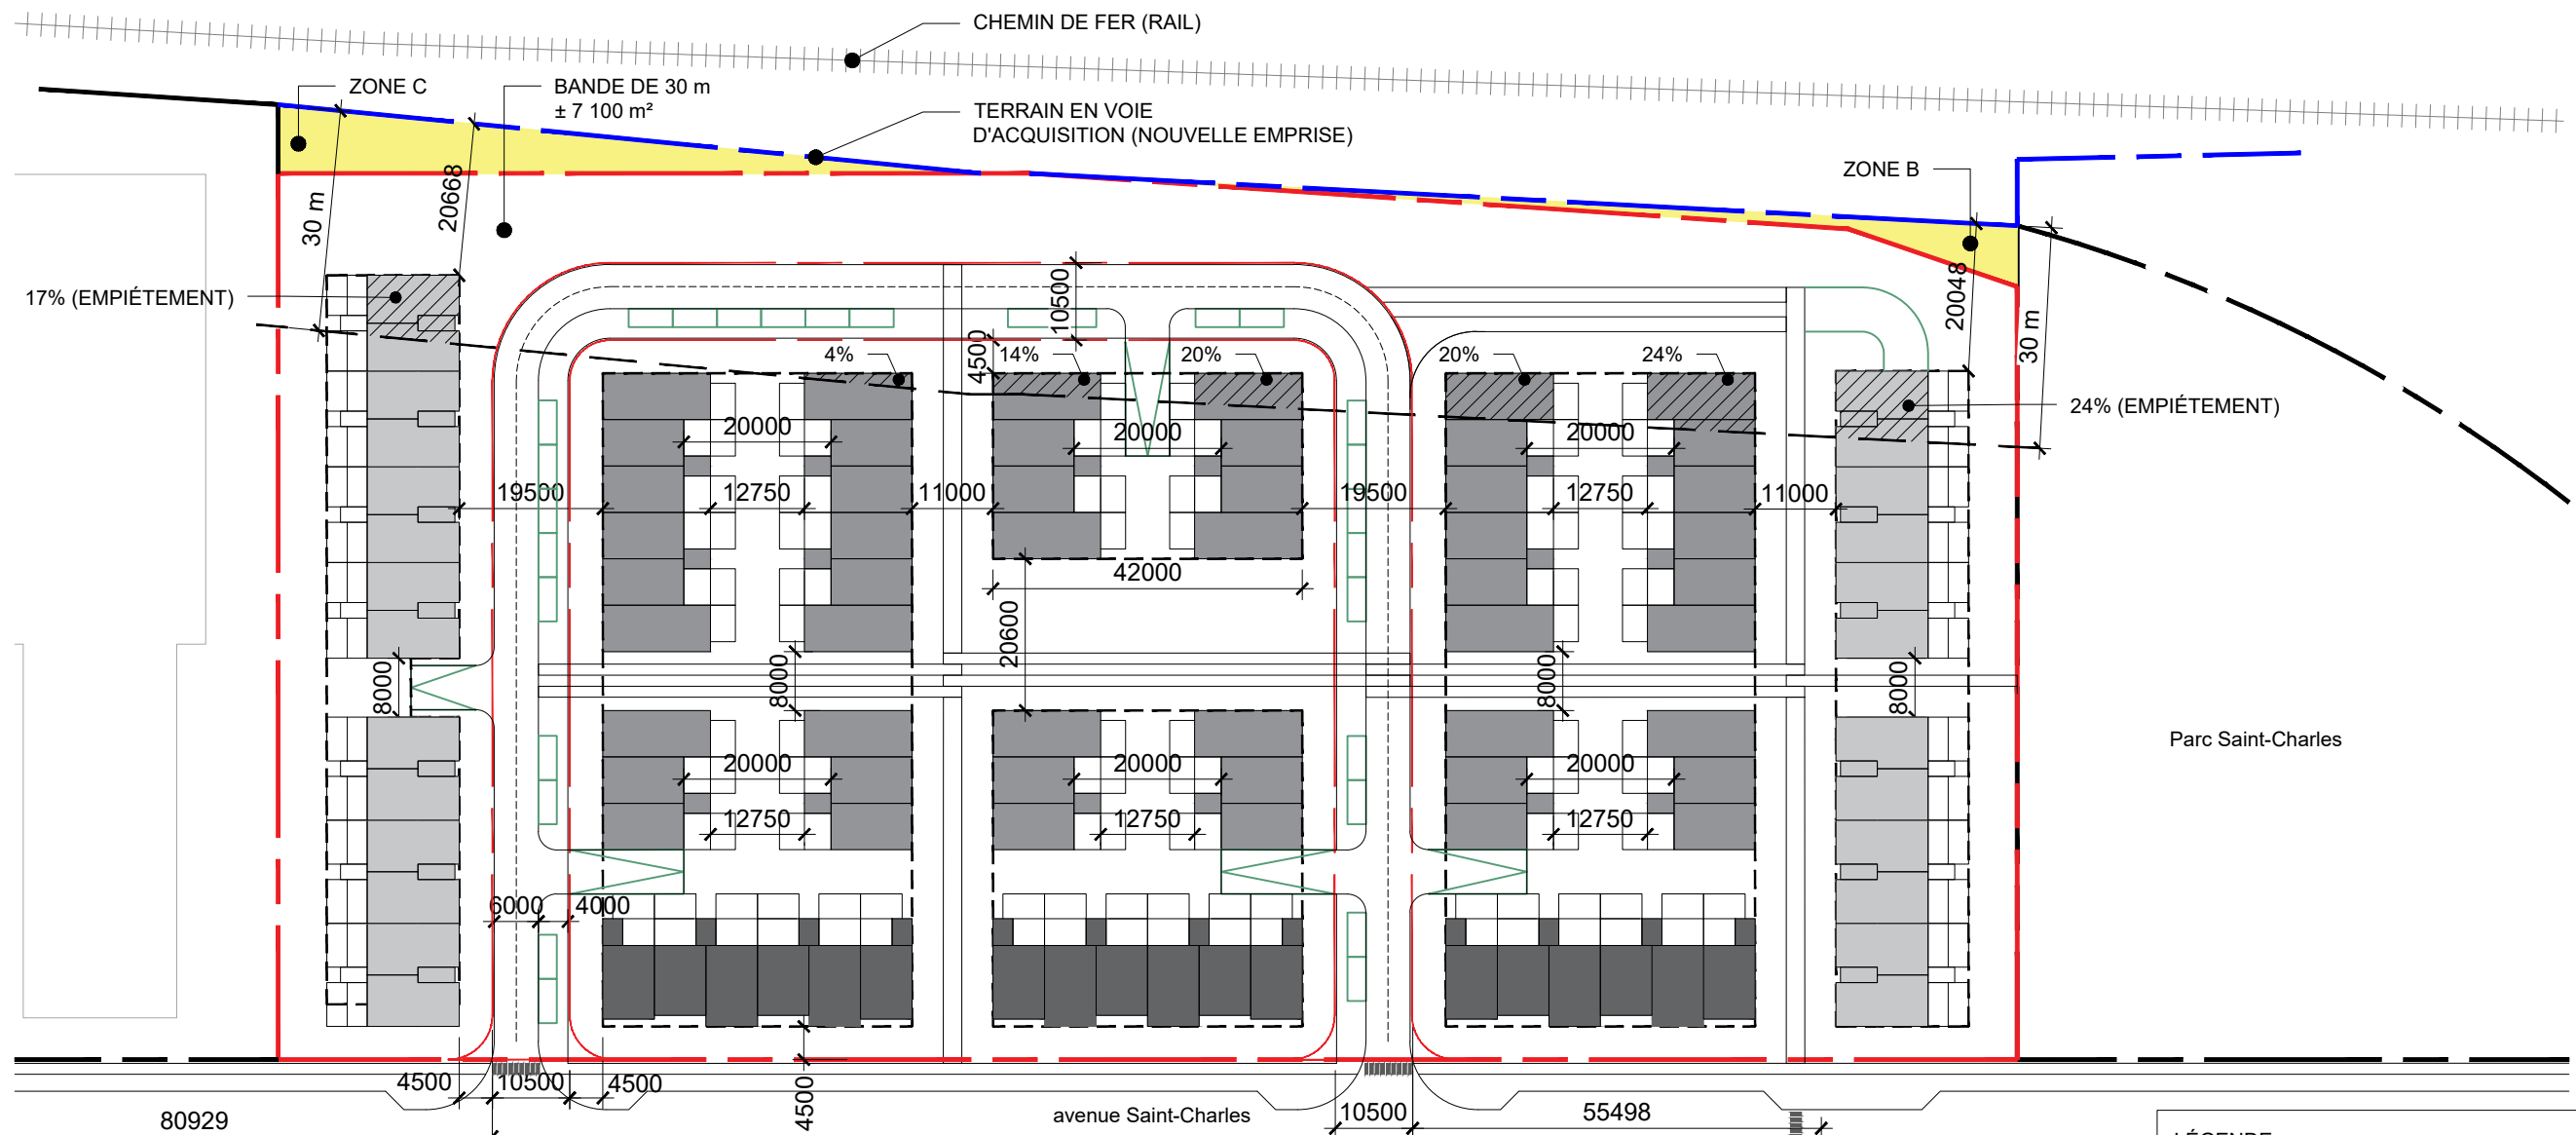 CHEMIN DE FER (RAIL)
ZONE C
BANDE DE 30 m
± 7 100 m²
TERRAIN EN VOIE
D'ACQUISITION (NOUVELLE EMPRISE)
ZONE B
30 m
20668
20048
30 m
17% (EMPIÉTEMENT)
10500
4500
4%
14%
20%
20%
24%
24% (EMPIÉTEMENT)
20000
20000
20000
19500
12750
11000
19500
12750
11000
42000
20600
8000
8000
8000
8000
Parc Saint-Charles
20000
20000
20000
12750
12750
12750
6000
4000
4500
10500
4500
4500
80929
avenue Saint-Charles
10500
55498
LÉGENDE